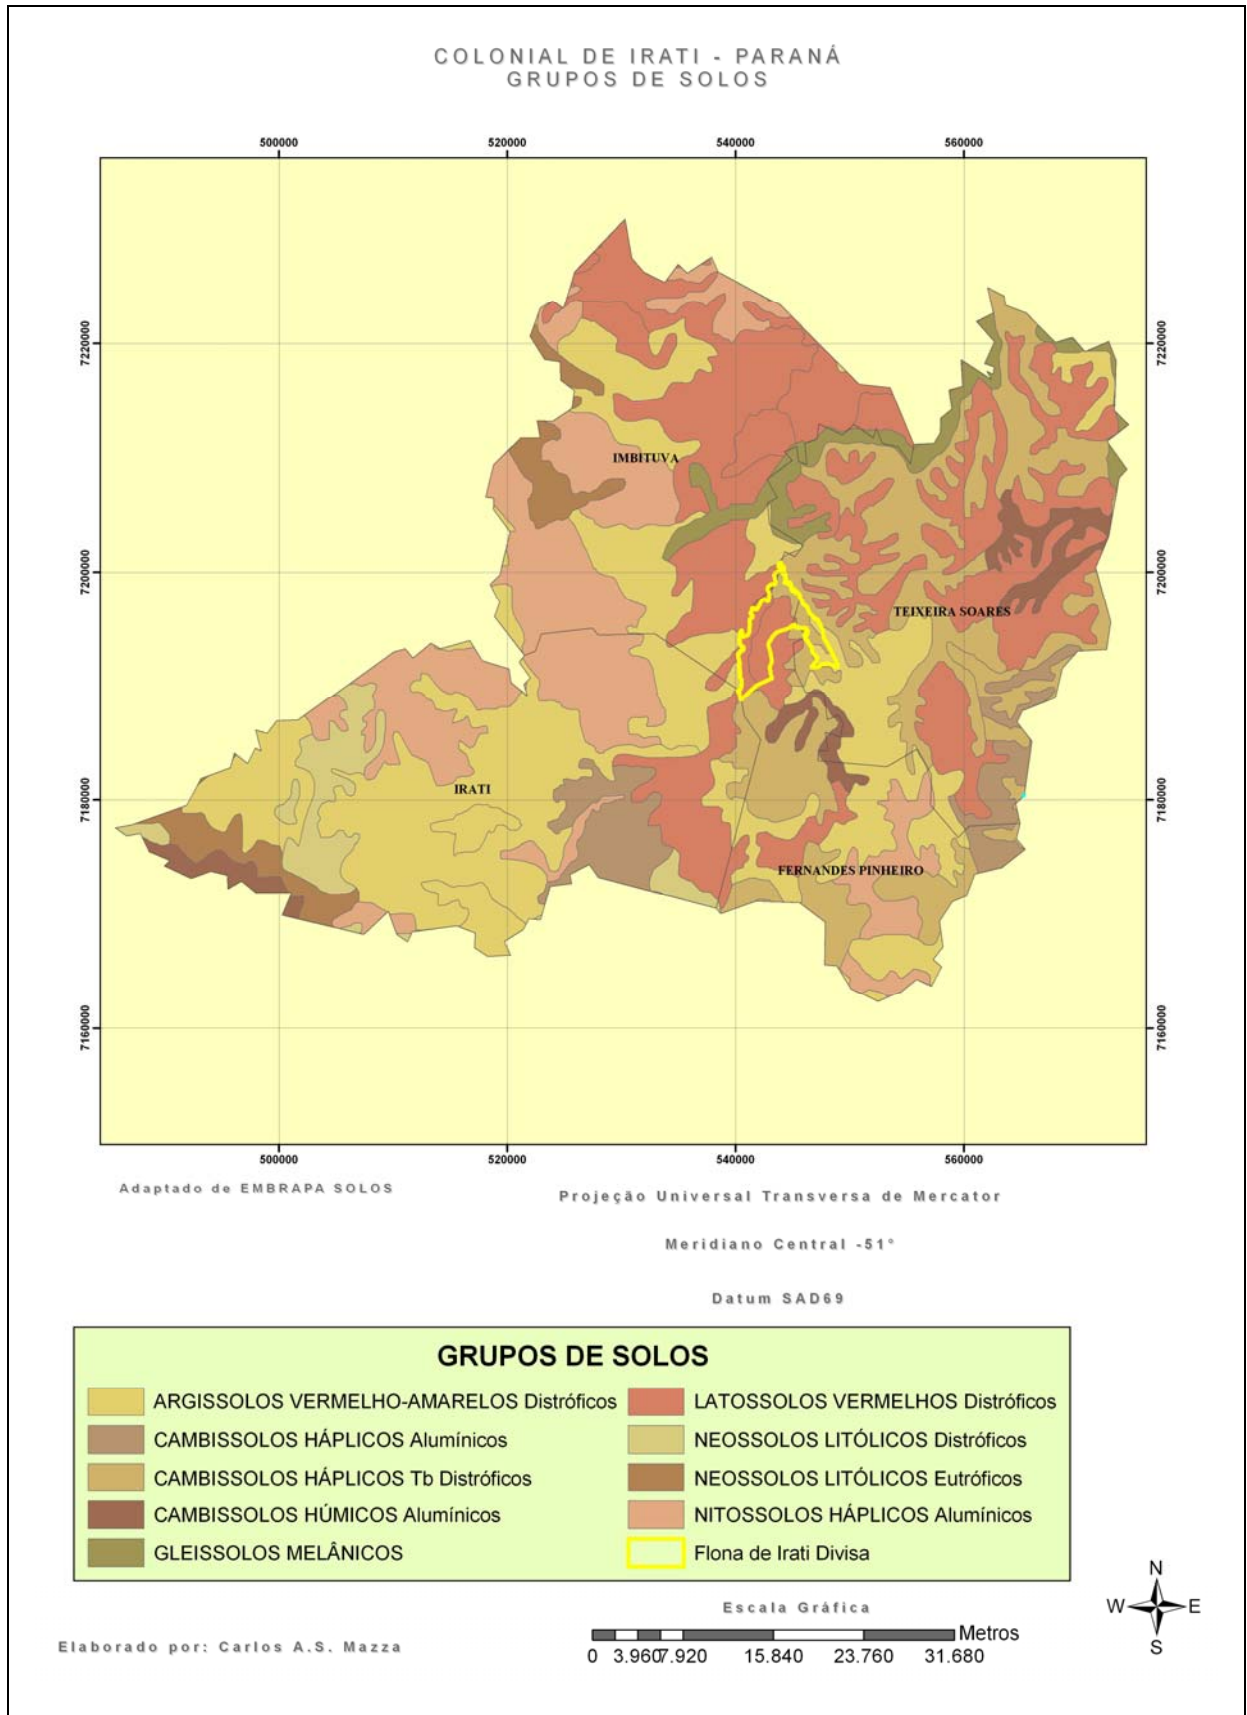 COLONIAL DE IRATI - PARANÁ
GRUPOS DE SOLOS
500000 520000 540000 560000
7220000 7220000
IMBITUVA
7200000 7200000
TEIXEIRA SOARES
IRATI
7180000 7180000
FERNANDES PINHEIRO
7160000 7160000
500000 520000 540000 560000
Adaptado de EMBRAPA SOLOS
Projeção Universal Transversa de Mercator
Meridiano Central -51°
Datum SAD69
GRUPOS DE SOLOS
ARGISSOLOS VERMELHO-AMARELOS Distróficos
CAMBISSOLOS HÁPLICOS Alumínicos
CAMBISSOLOS HÁPLICOS Tb Distróficos
CAMBISSOLOS HÚMICOS Alumínicos
GLEISSOLOS MELÂNICOS
LATOSSOLOS VERMELHOS Distróficos
NEOSSOLOS LITÓLICOS Distróficos
NEOSSOLOS LITÓLICOS Eutróficos
NITOSSOLOS HÁPLICOS Alumínicos
Flona de Irati Divisa
N
W E
S
Escala Gráfica
Metros
0 3.960 7.920 15.840 23.760 31.680
Elaborado por: Carlos A.S. Mazza